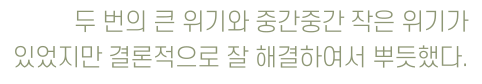 두 번의 큰 위기와 중간중간 작은 위기가
있었지만 결론적으로 잘 해결하여서 뿌듯했다.